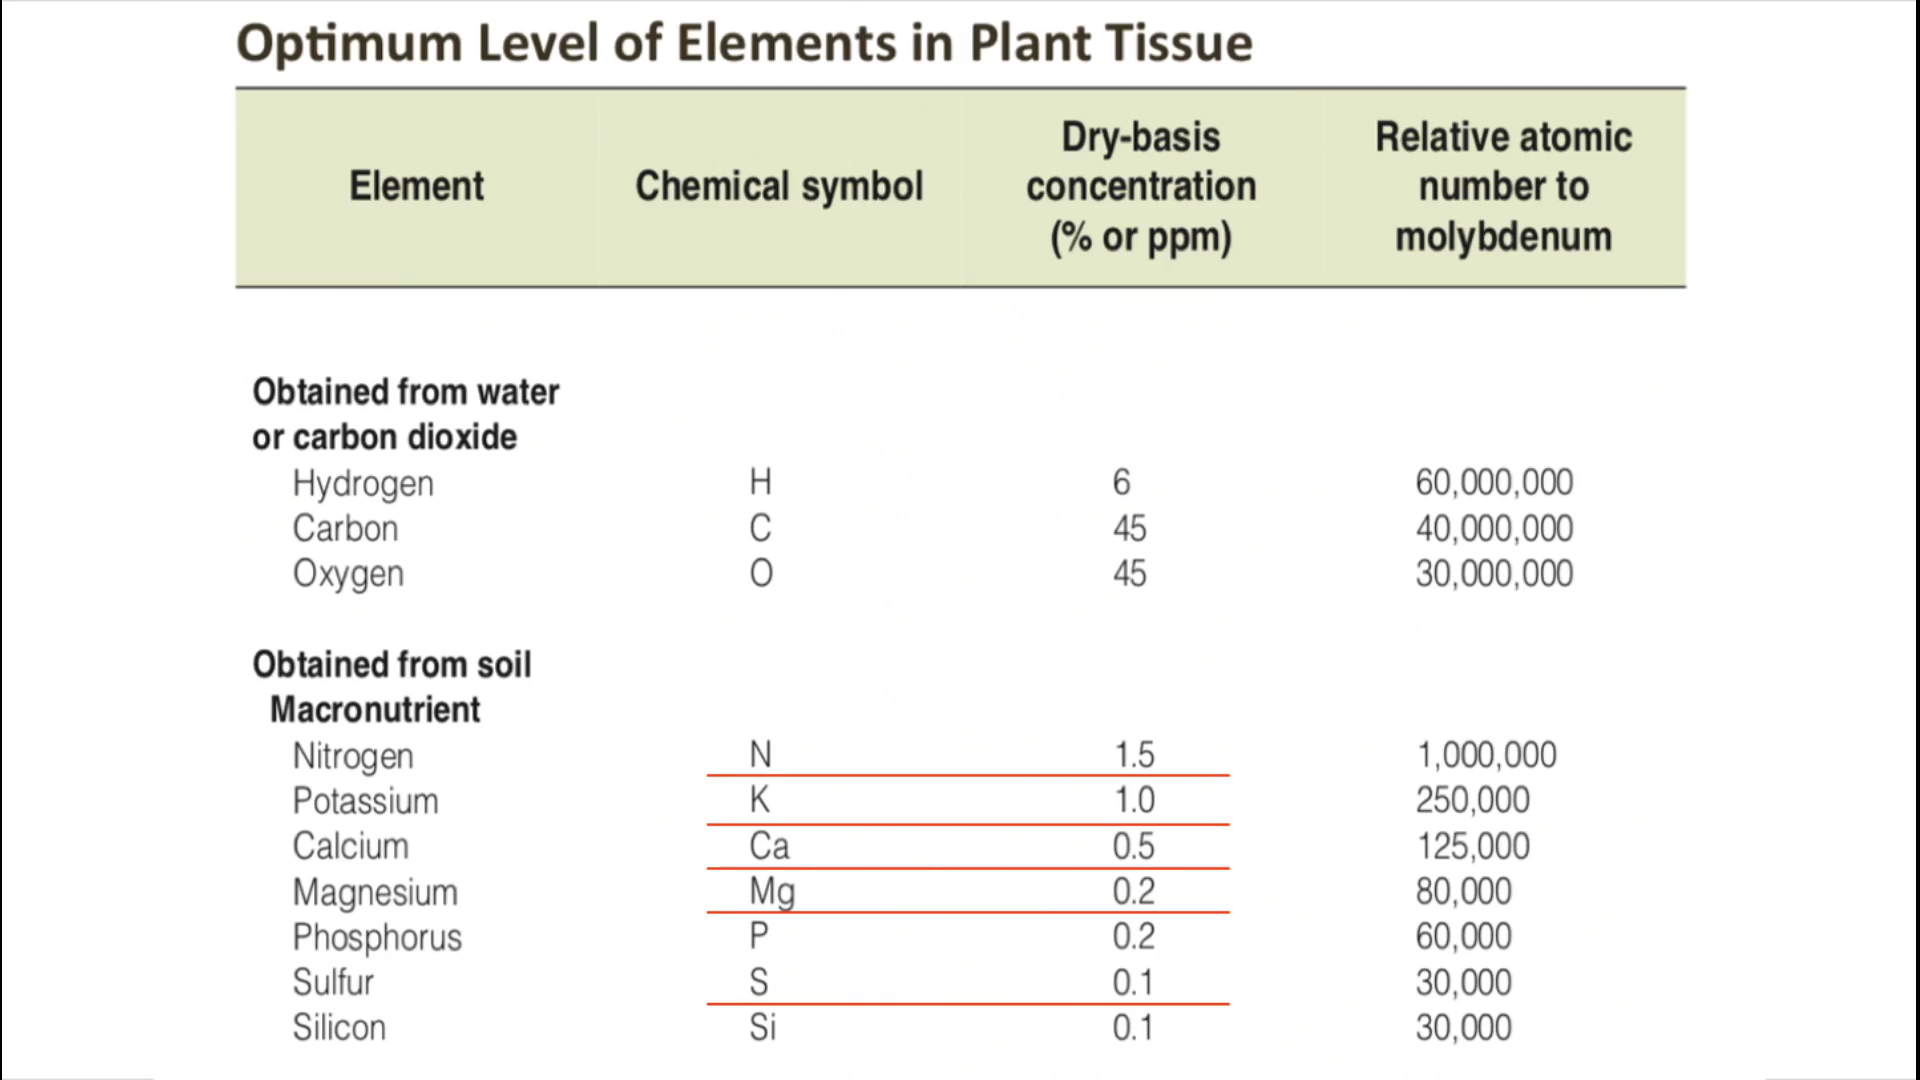 Optimum Level of Elements in Plant Tissue
Element Chemical symbol Dry-basis concentration (% or ppm) Relative atomic number to molybdenum
Obtained from water
or carbon dioxide
Hydrogen H 6 60,000,000
Carbon C 45 40,000,000
Oxygen O 45 30,000,000
Obtained from soil
Macronutrient
Nitrogen N 1.5 1,000,000
Potassium K 1.0 250,000
Calcium Ca 0.5 125,000
Magnesium Mg 0.2 80,000
Phosphorus P 0.2 60,000
Sulfur S 0.1 30,000
Silicon Si 0.1 30,000